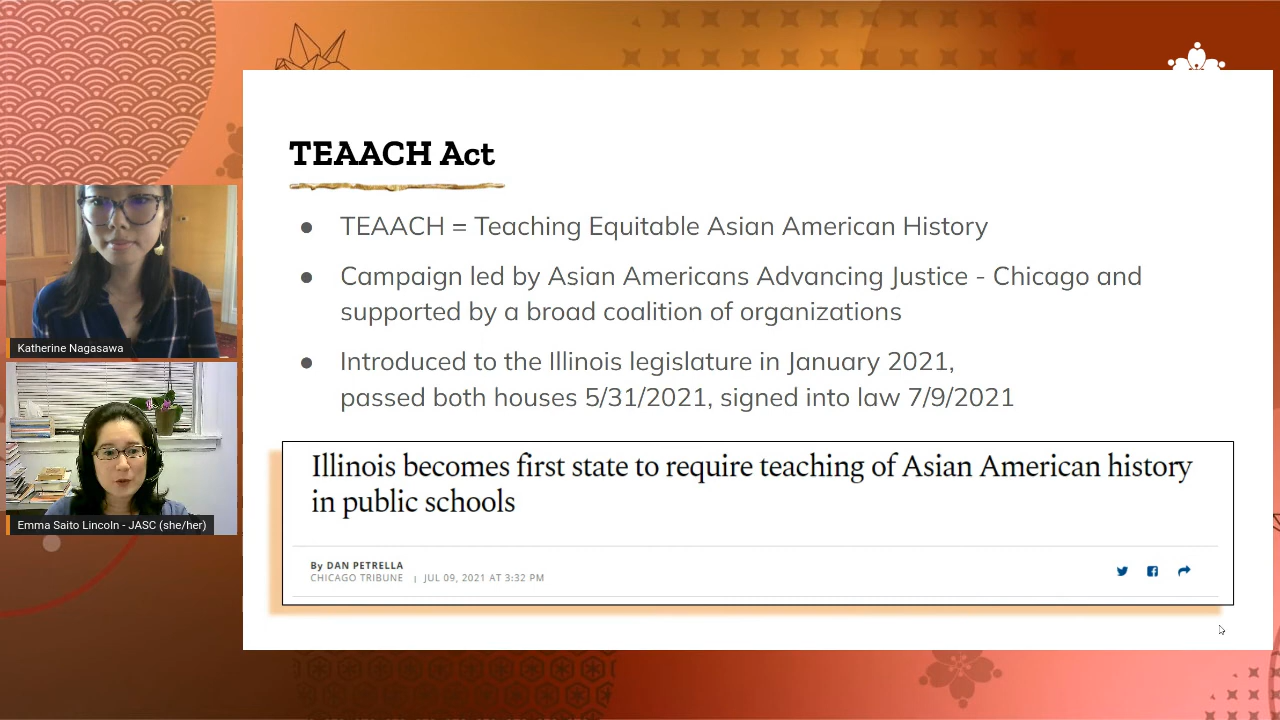 TEAACH Act
● TEAACH = Teaching Equitable Asian American History
● Campaign led by Asian Americans Advancing Justice - Chicago and
supported by a broad coalition of organizations
● Introduced to the Illinois legislature in January 2021,
passed both houses 5/31/2021, signed into law 7/9/2021
Illinois becomes first state to require teaching of Asian American history
in public schools
By DAN PETRELLA
CHICAGO TRIBUNE | JUL 09, 2021 AT 3:32 PM
Katherine Nagasawa
Emma Saito Lincoln - JASC (she/her)